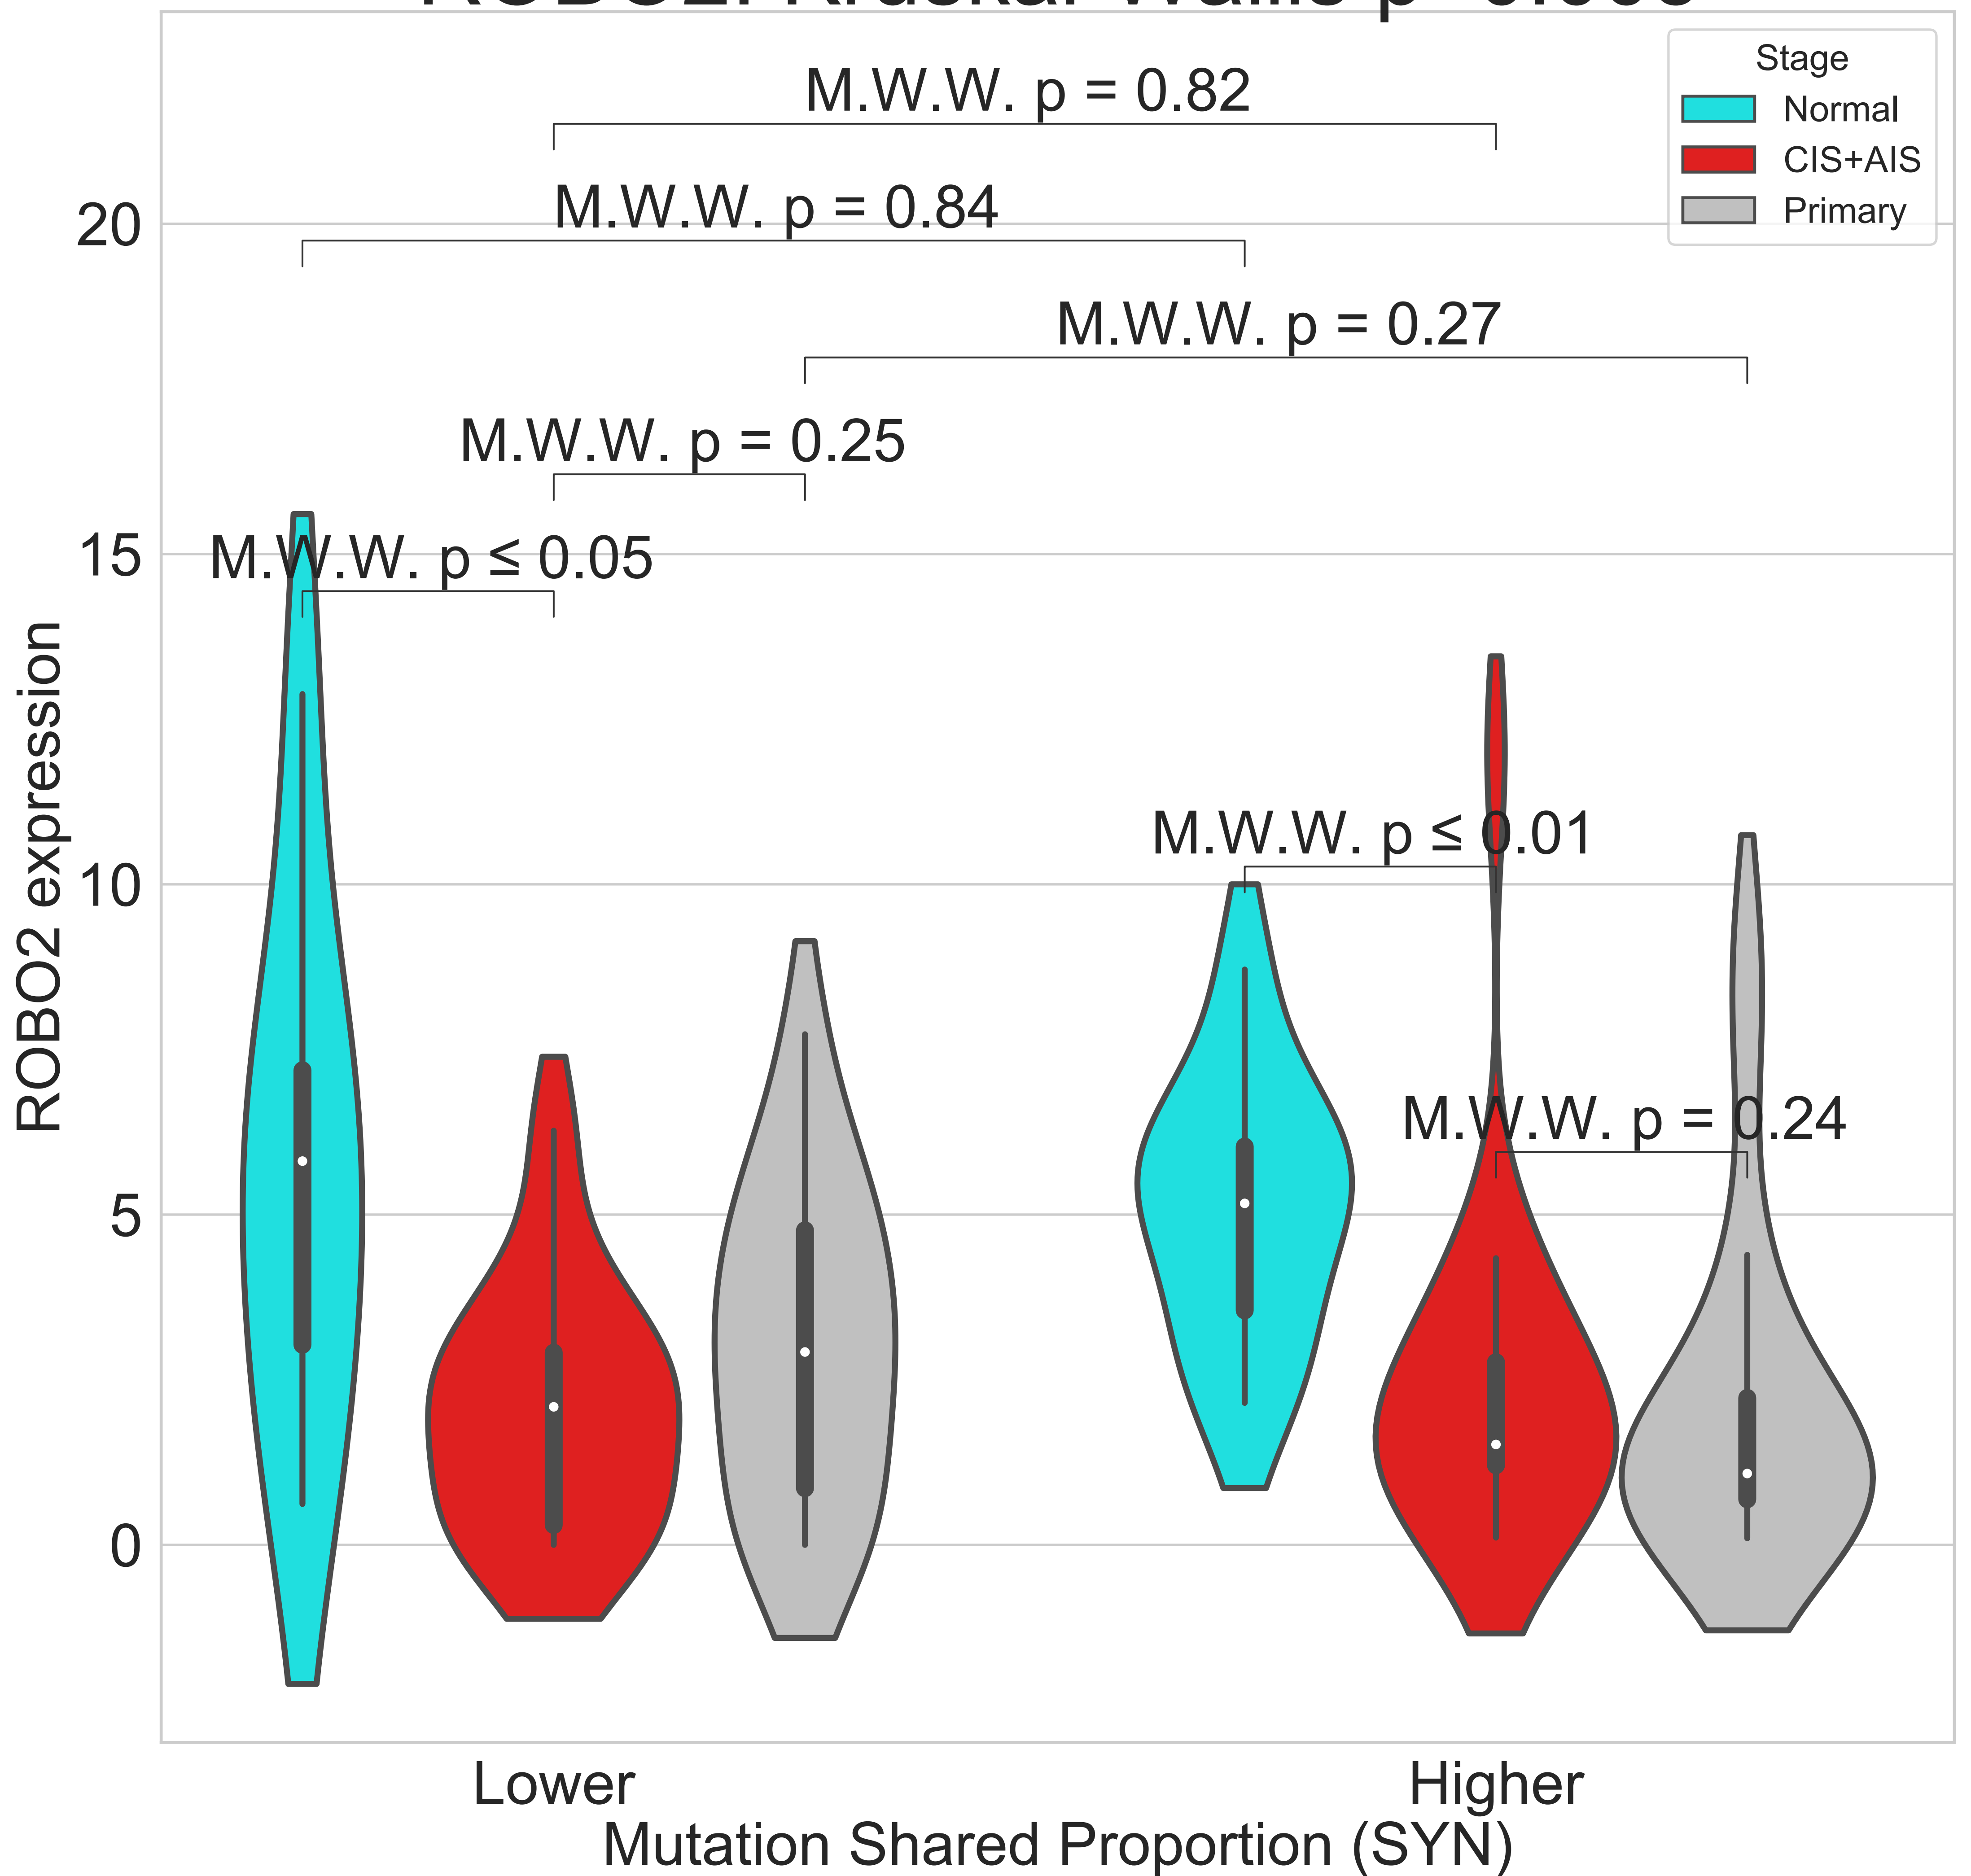 Stage
Normal
CIS+AIS
Primary
M.W.W. p = 0.82
M.W.W. p = 0.84
M.W.W. p = 0.27
M.W.W. p = 0.25
M.W.W. p ≤ 0.05
M.W.W. p ≤ 0.01
M.W.W. p = 0.24
20
15
10
5
0
ROBO2 expression
Lower
Higher
Mutation Shared Proportion (SYN)